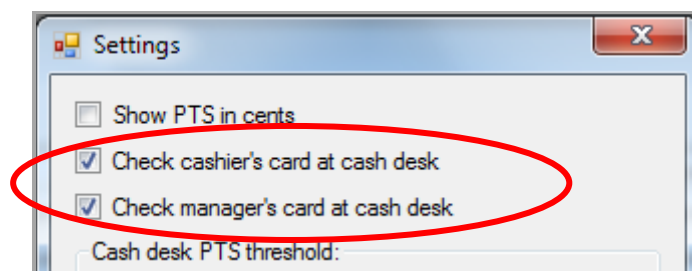 Settings
Show PTS in cents
Check cashier's card at cash desk
Check manager's card at cash desk
Cash desk PTS threshold: